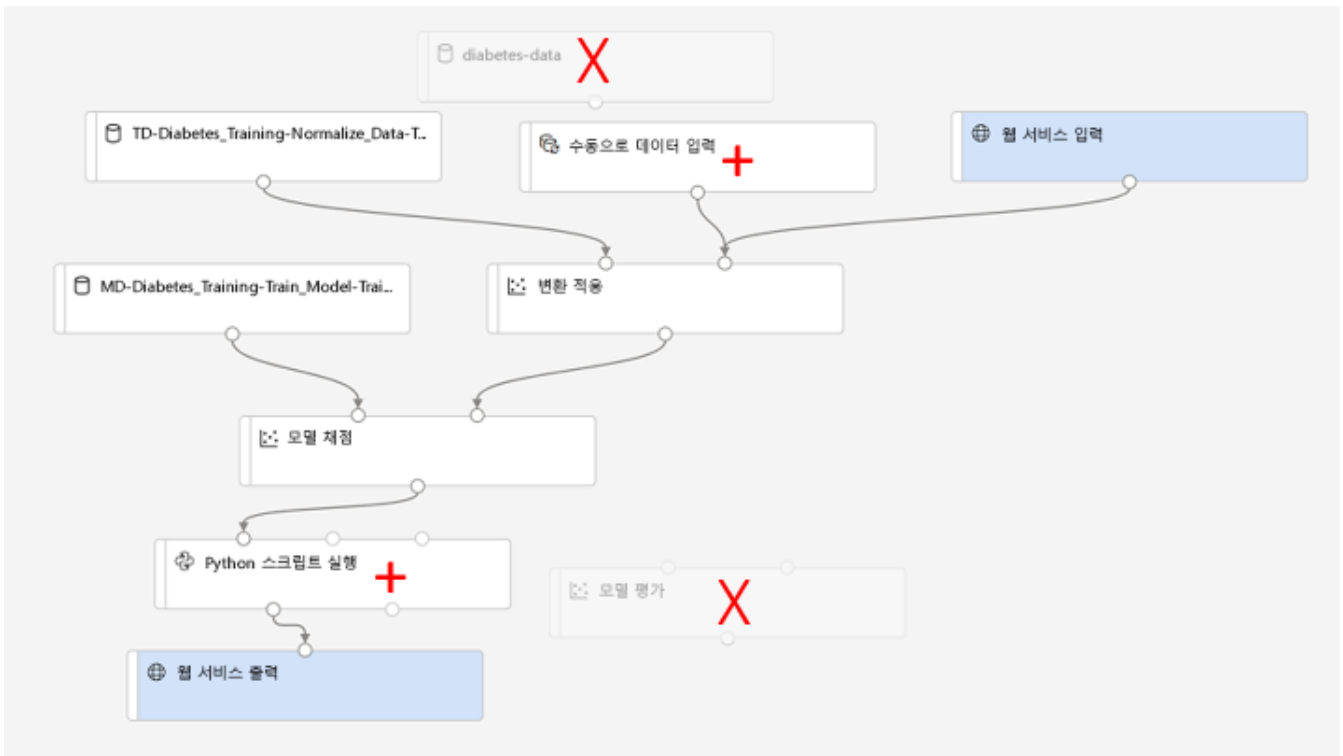 diabetes-data
TD-Diabetes_Training-Normalize_Data-T...
수동으로 데이터 입력
웹 서비스 입력
MD-Diabetes_Training-Train_Model-Trai...
변환 적용
모델 채점
Python 스크립트 실행
모델 평가
웹 서비스 출력